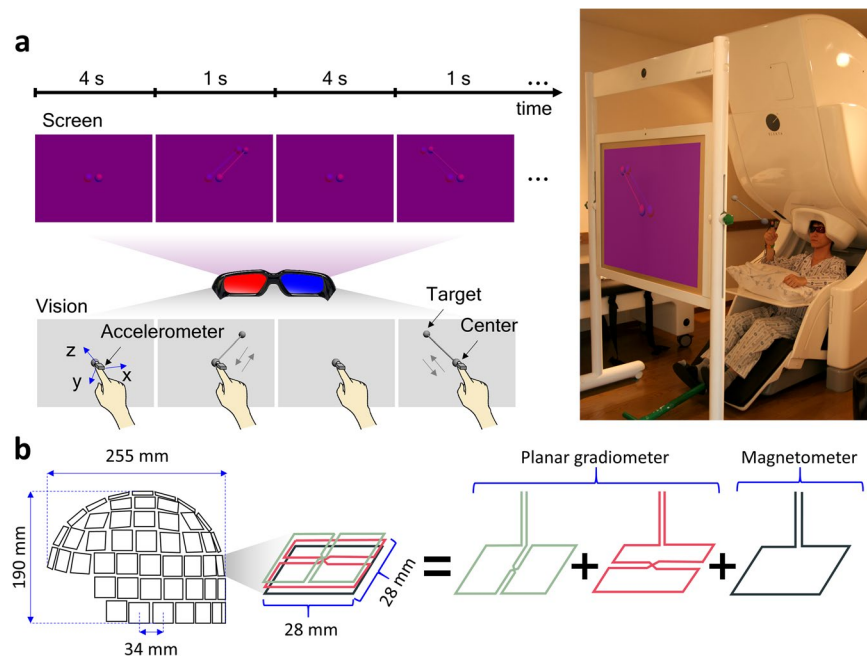 a
4 s
1 s
4 s
1 s
...
time
Screen
...
Vision
Accelerometer
Target
Center
z
y
x
b
255 mm
190 mm
34 mm
28 mm
28 mm
=
Planar gradiometer
+
+
Magnetometer